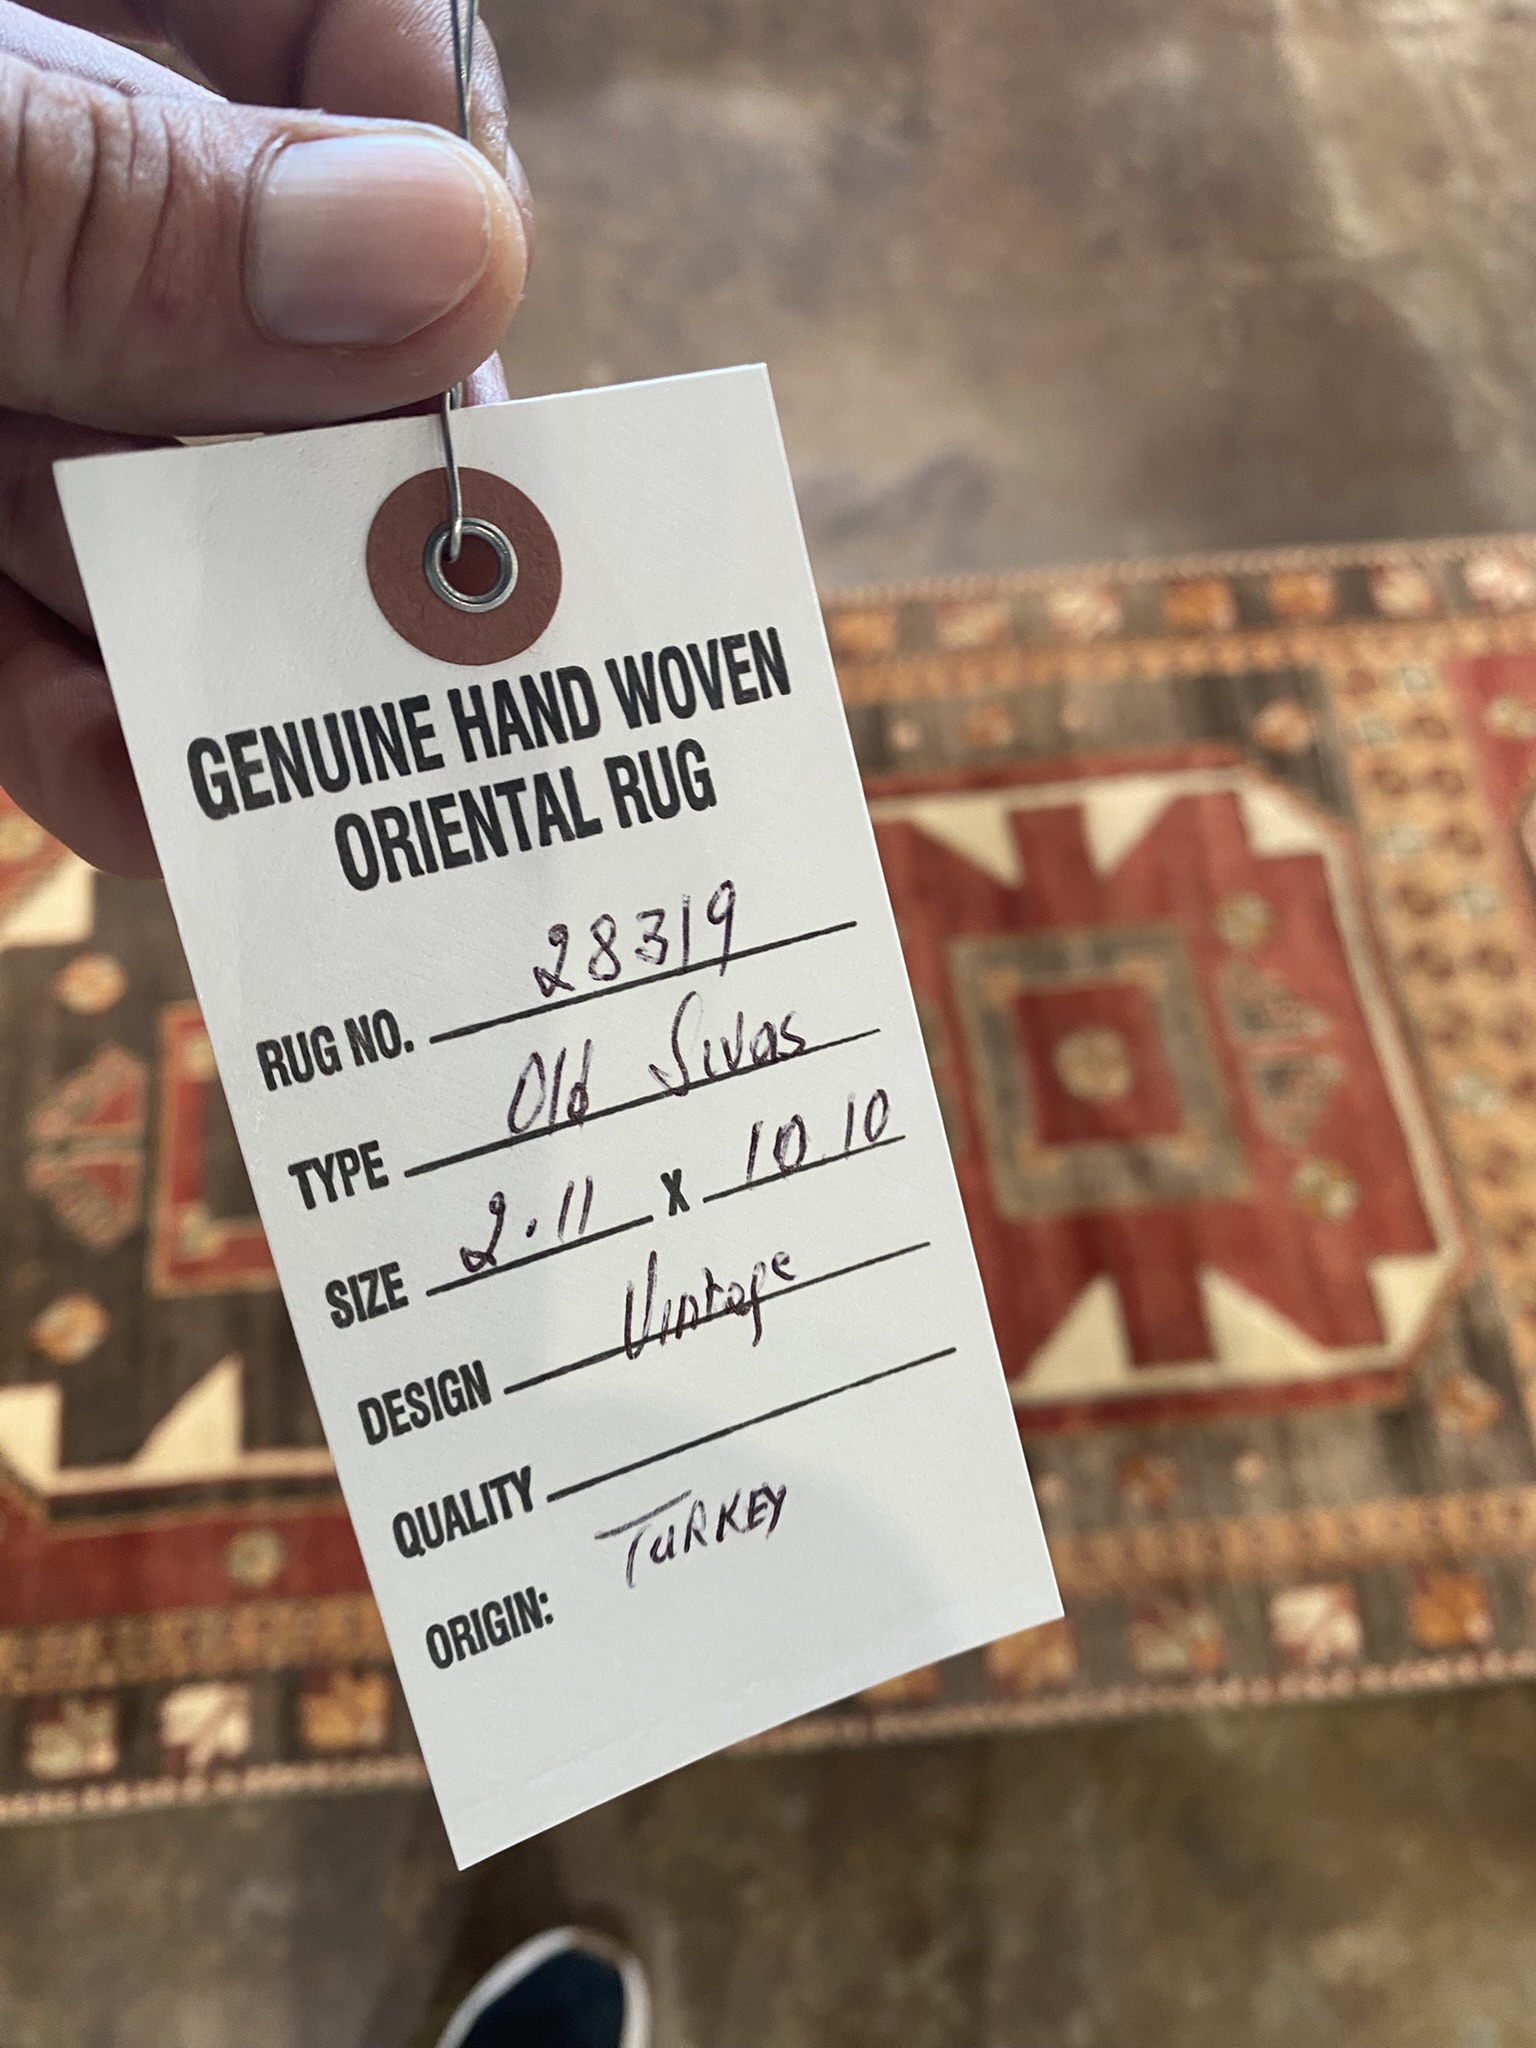 GENUINE HAND WOVEN
ORIENTAL RUG
RUG NO. 28319
TYPE Old Sivas
SIZE 2.11 X 10.10
DESIGN Vintage
QUALITY
ORIGIN: TURKEY